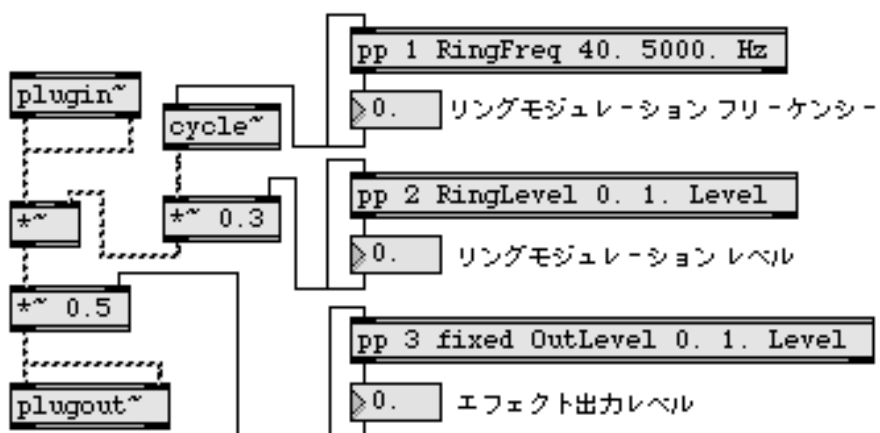 pp 1 RingFreq 40. 5000. Hz
plugin~
0. リングモジュレーション フリーケンシー
cycle~
pp 2 RingLevel 0. 1. Level
*~
*~ 0.3
0. リングモジュレーション レベル
*~ 0.5
pp 3 fixed OutLevel 0. 1. Level
plugout~
0. エフェクト出力レベル